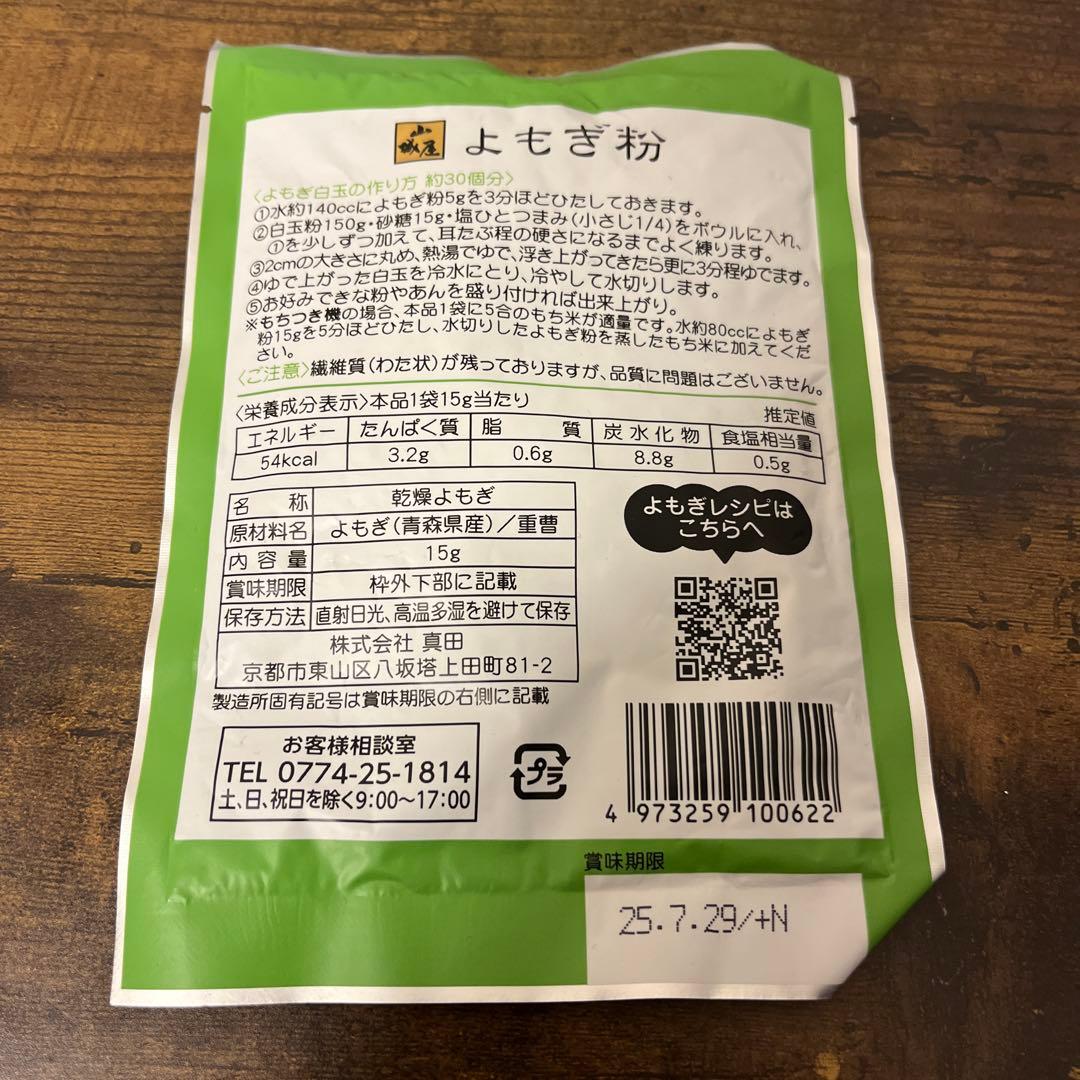 山城屋 よもぎ粉
〈よもぎ白玉の作り方 約30個分〉
①水約140ccによもぎ粉5gを3分ほどひたしておきます。
②白玉粉150g・砂糖15g・塩ひとつまみ(小さじ1/4)をボウルに入れ、
①を少しずつ加えて、耳たぶ程の硬さになるまでよく練ります。
③2cmの大きさに丸め、熱湯でゆで、浮き上がってきたら更に3分程ゆでます。
④ゆで上がった白玉を冷水にとり、冷やして水切りします。
⑤お好みできな粉やあんを盛り付ければ出来上がり。
※もちつき機の場合、本品1袋に5合のもち米が適量です。水約80ccによもぎ
粉15gを5分ほどひたし、水切りしたよもぎ粉を蒸したもち米に加えてくだ
さい。
〈ご注意〉繊維質(わた状)が残っておりますが、品質に問題はございません。
〈栄養成分表示〉本品1袋15g当たり 推定値
エネルギー たんぱく質 脂質 炭水化物 食塩相当量
54kcal 3.2g 0.6g 8.8g 0.5g
名称 乾燥よもぎ
原材料名 よもぎ(青森県産)/重曹
内容量 15g
賞味期限 枠外下部に記載
保存方法 直射日光、高温多湿を避けて保存
株式会社 真田
京都市東山区八坂塔上田町81-2
製造所固有記号は賞味期限の右側に記載
よもぎレシピは
こちらへ
お客様相談室
TEL 0774-25-1814
土、日、祝日を除く9:00〜17:00
プラ
4 973259 100622
賞味期限
25.7.29/+N